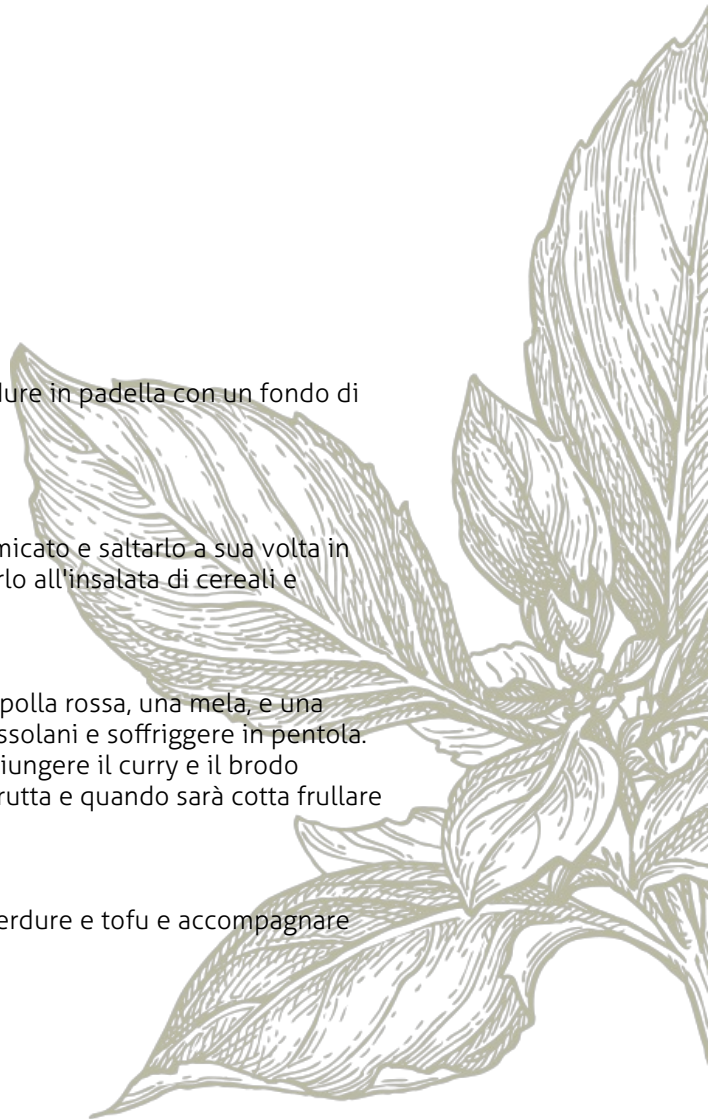 dure in padella con un fondo di
micato e saltarlo a sua volta in
rlo all'insalata di cereali e
polla rossa, una mela, e una
ssolani e soffriggere in pentola.
iungere il curry e il brodo
rutta e quando sarà cotta frullare
erdure e tofu e accompagnare